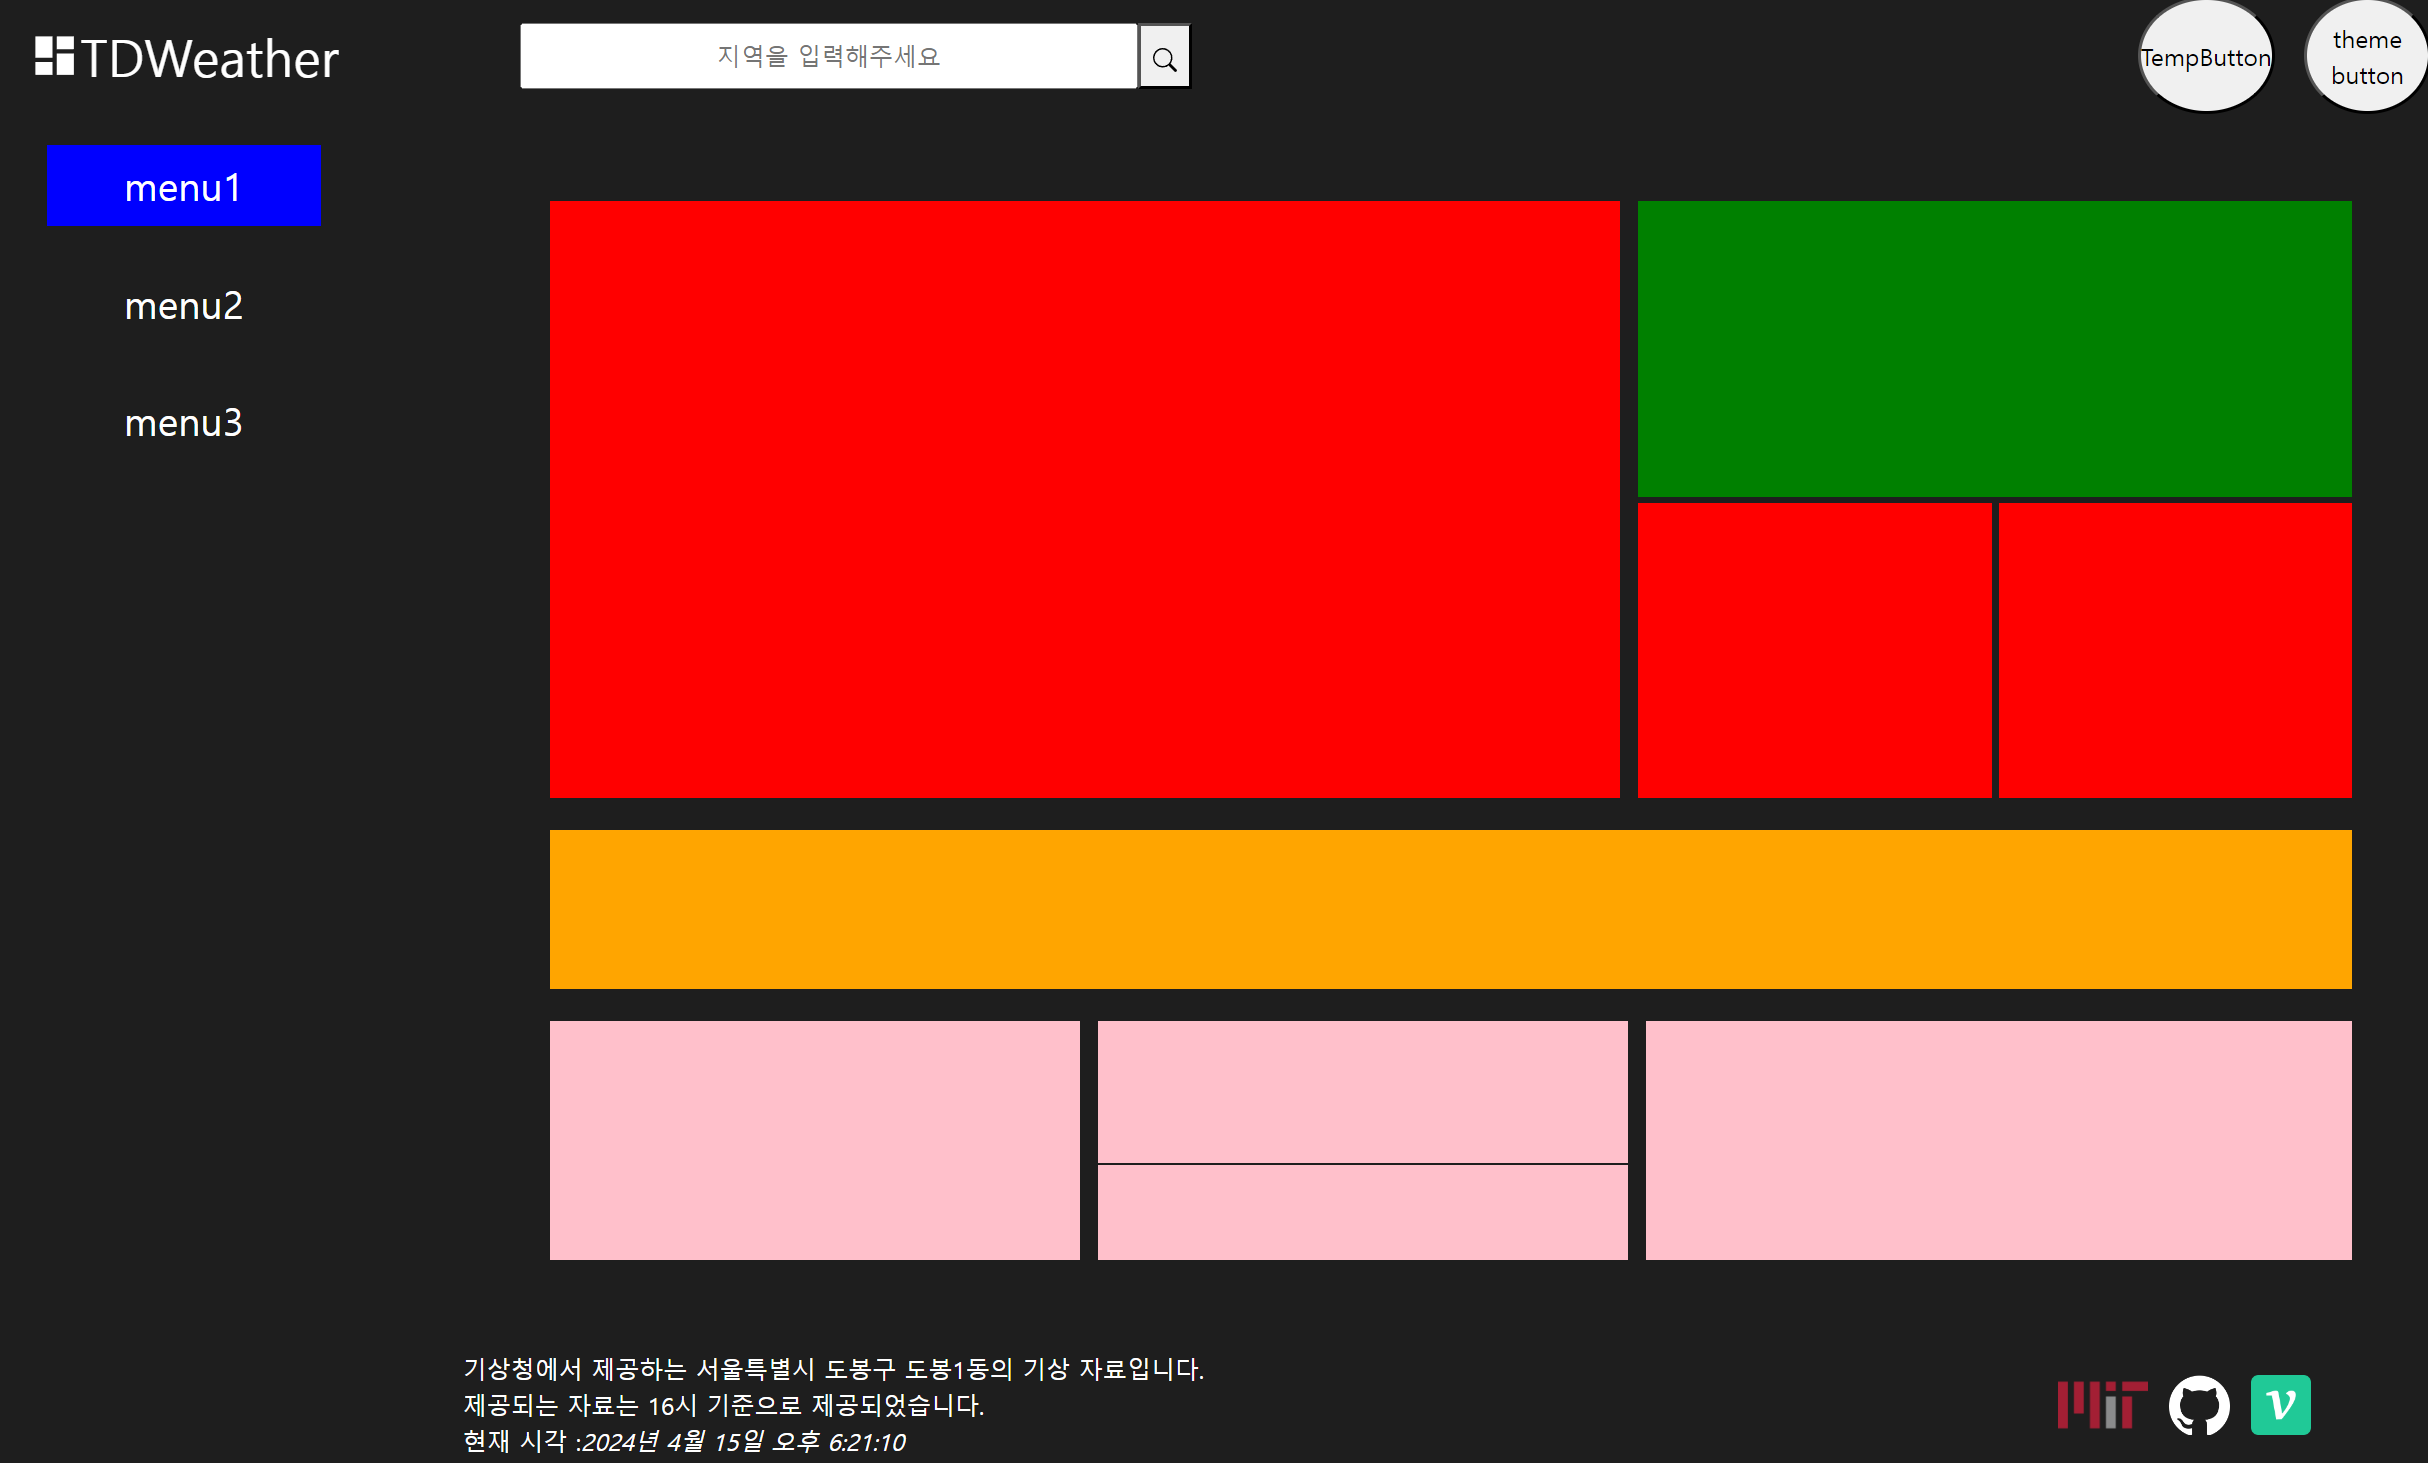 TDWeather
지역을 입력해주세요
TempButton
theme
button
menu1
menu2
menu3
기상청에서 제공하는 서울특별시 도봉구 도봉1동의 기상 자료입니다.
제공되는 자료는 16시 기준으로 제공되었습니다.
현재 시각 :2024년 4월 15일 오후 6:21:10
MiT
v